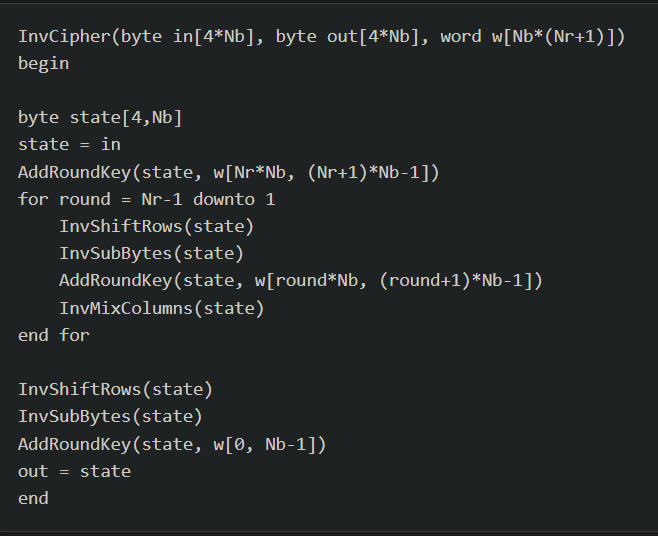 InvCipher(byte in[4*Nb], byte out[4*Nb], word w[Nb*(Nr+1)])
begin

byte state[4,Nb]
state = in
AddRoundKey(state, w[Nr*Nb, (Nr+1)*Nb-1])
for round = Nr-1 downto 1
    InvShiftRows(state)
    InvSubBytes(state)
    AddRoundKey(state, w[round*Nb, (round+1)*Nb-1])
    InvMixColumns(state)
end for

InvShiftRows(state)
InvSubBytes(state)
AddRoundKey(state, w[0, Nb-1])
out = state
end